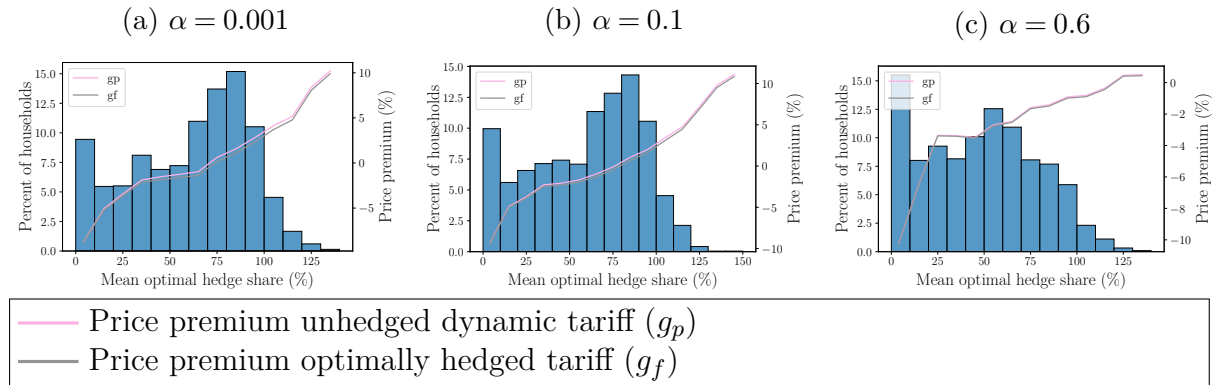 (a) α = 0.001
(b) α = 0.1
(c) α = 0.6
15.0
12.5
10.0
7.5
5.0
2.5
0.0
Percent of households
gp
gf
10
5
0
−5
Price premium (%)
0
25
50
75
100
125
Mean optimal hedge share (%)
15.0
12.5
10.0
7.5
5.0
2.5
0.0
Percent of households
gp
gf
10
5
0
−5
−10
Price premium (%)
0
25
50
75
100
125
150
Mean optimal hedge share (%)
15.0
12.5
10.0
7.5
5.0
2.5
0.0
Percent of households
gp
gf
0
−2
−4
−6
−8
−10
Price premium (%)
0
25
50
75
100
125
Mean optimal hedge share (%)
Price premium unhedged dynamic tariff (g_p)
Price premium optimally hedged tariff (g_f)